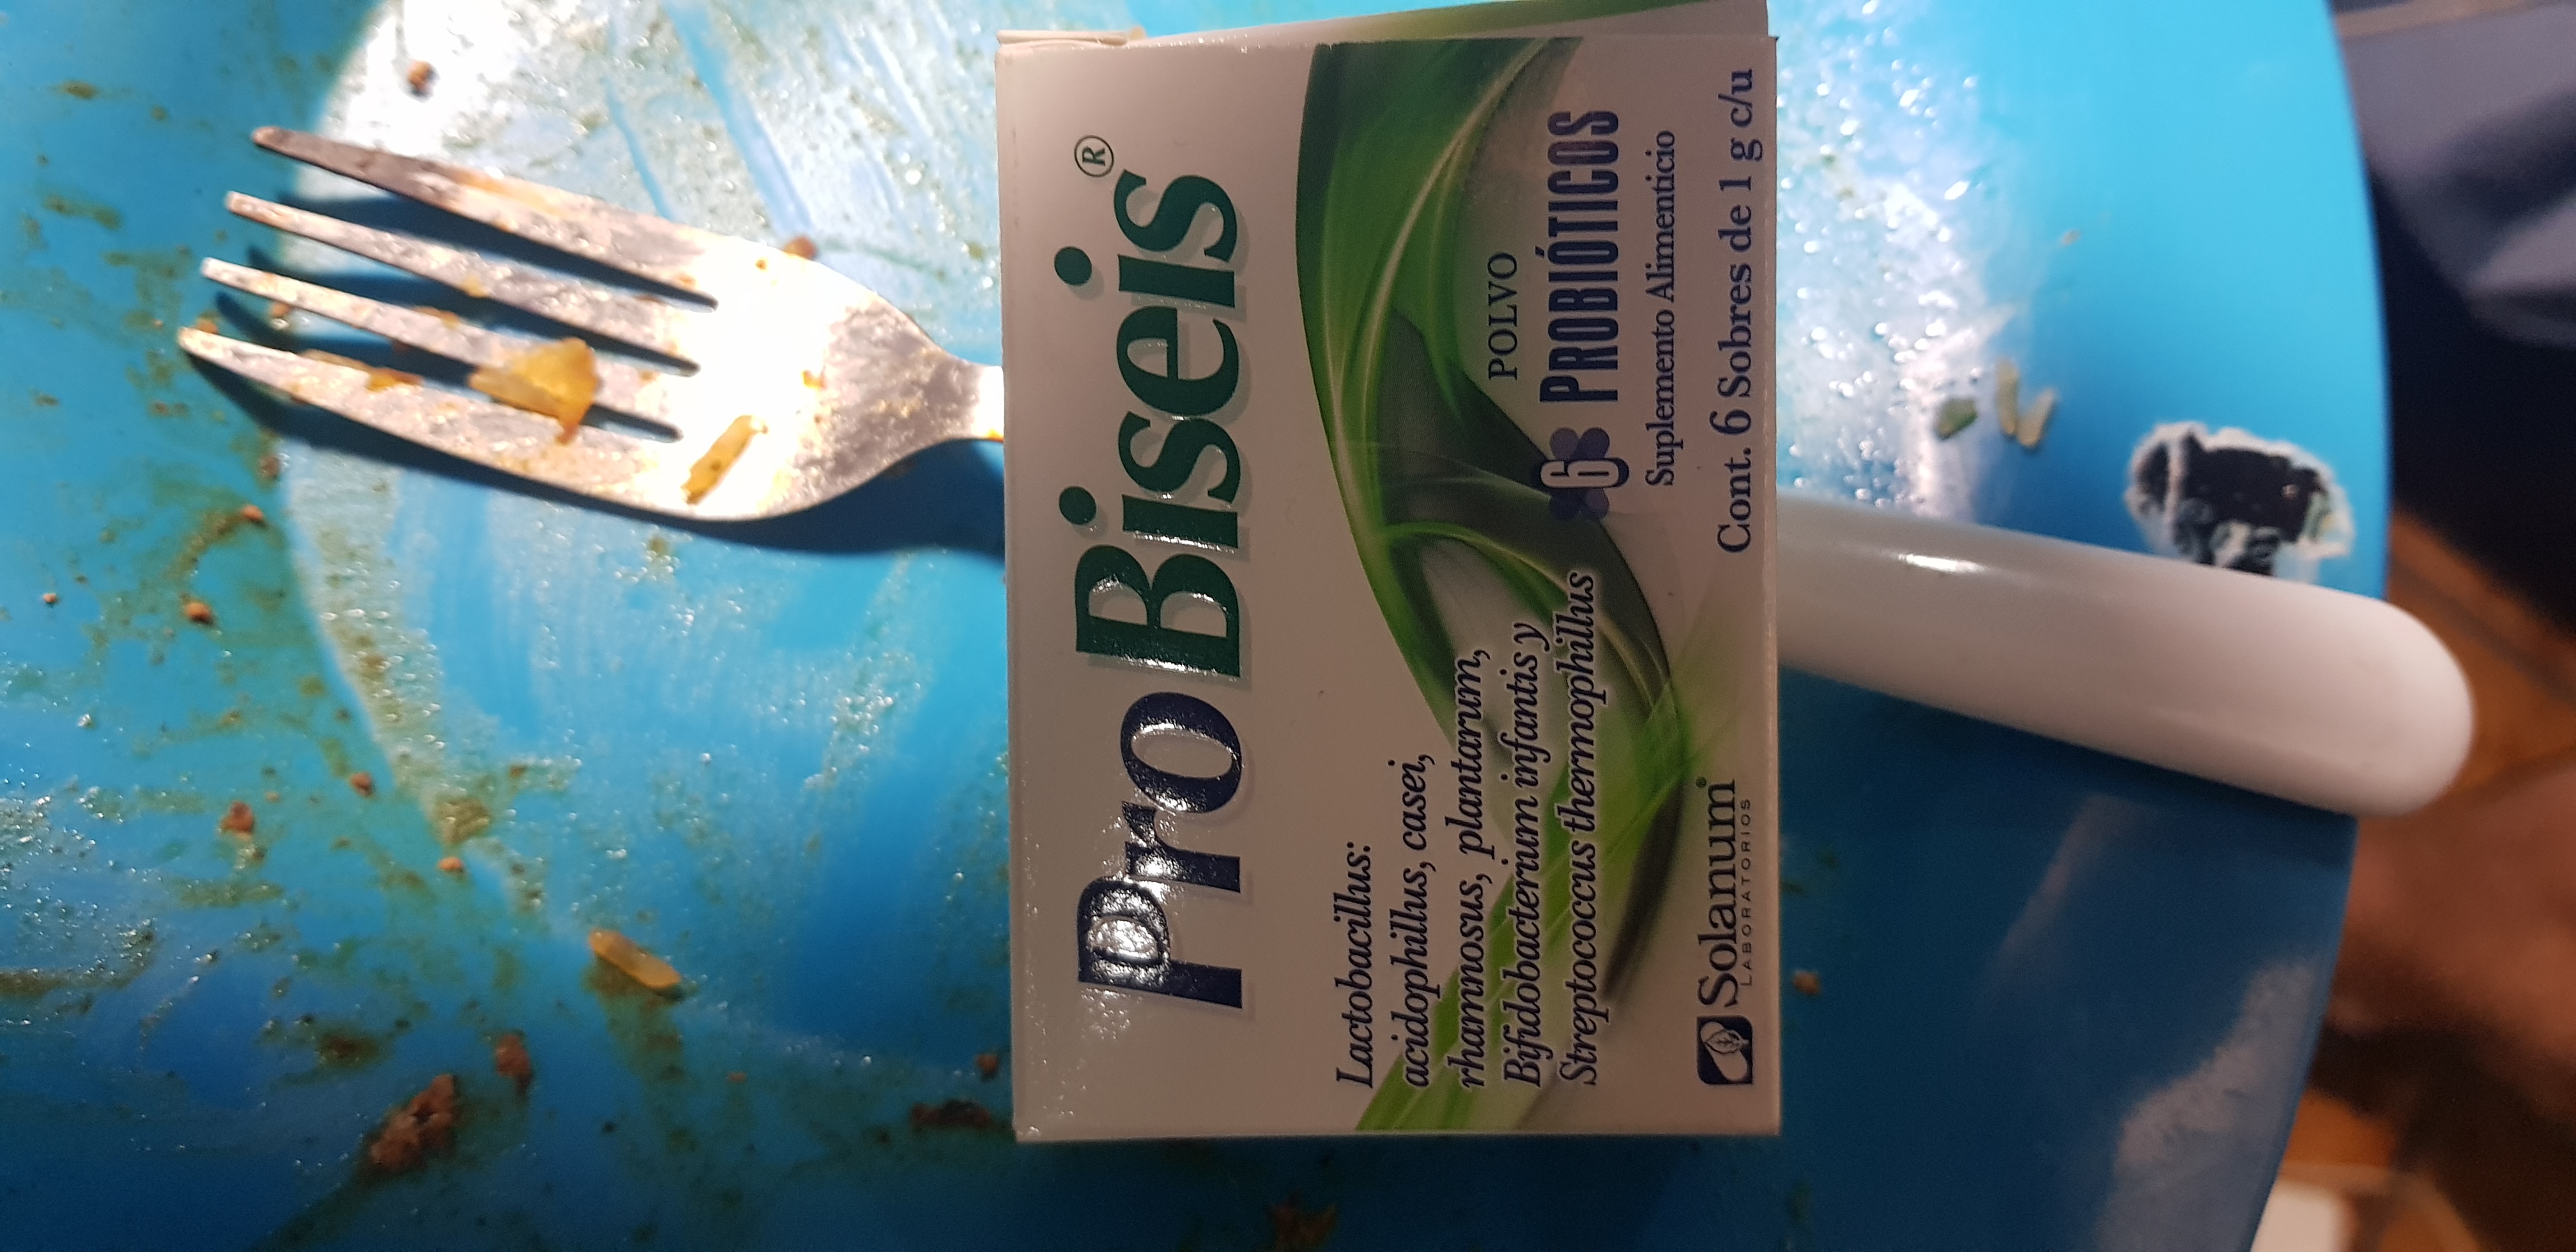 ProBiseis®
Lactobacillus:
acidophillus, casei,
rhamnosus, plantarum,
Bifidobacterium infantis y
Streptococcus thermophillus
POLVO
6 PROBIÓTICOS
Suplemento Alimenticio
Cont. 6 Sobres de 1 g c/u
Solanum®
LABORATORIOS